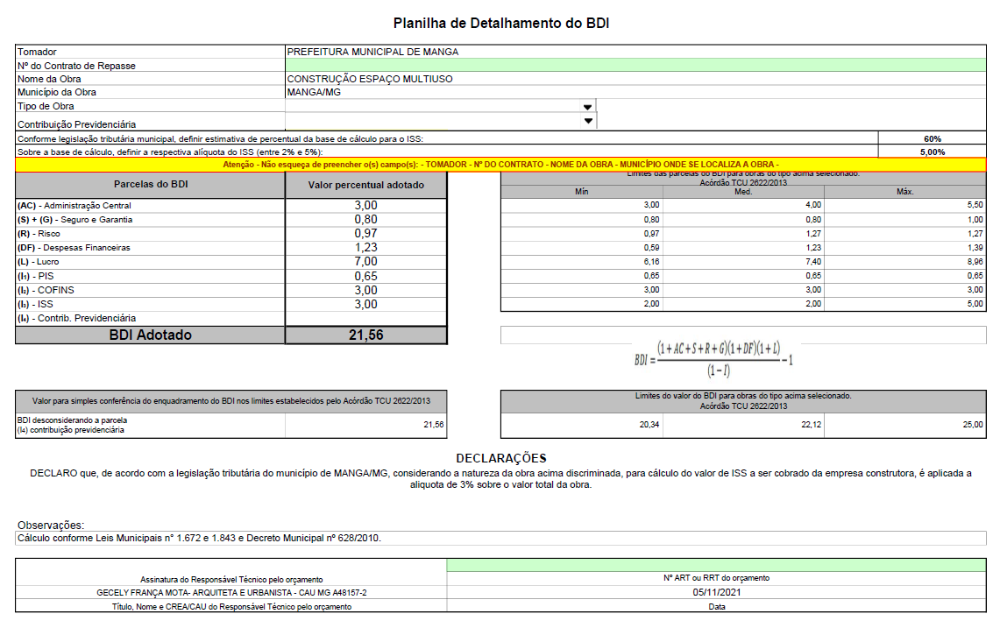 Planilha de Detalhamento do BDI
Tomador PREFEITURA MUNICIPAL DE MANGA
Nº do Contrato de Repasse
Nome da Obra CONSTRUÇÃO ESPAÇO MULTIUSO
Município da Obra MANGA/MG
Tipo de Obra
Contribuição Previdenciária
Conforme legislação tributária municipal, definir estimativa de percentual da base de cálculo para o ISS: 60%
Sobre a base de cálculo, definir a respectiva alíquota do ISS (entre 2% e 5%): 5,00%
Atenção - Não esqueça de preencher o(s) campo(s): - TOMADOR - Nº DO CONTRATO - NOME DA OBRA - MUNICÍPIO ONDE SE LOCALIZA A OBRA -
Parcelas do BDI Valor percentual adotado
Limites das parcelas do BDI para obras do tipo acima selecionado.
Acórdão TCU 2622/2013
Mín Med. Máx.
(AC) - Administração Central 3,00 3,00 4,00 5,50
(S) + (G) - Seguro e Garantia 0,80 0,80 0,80 1,00
(R) - Risco 0,97 0,97 1,27 1,27
(DF) - Despesas Financeiras 1,23 0,59 1,23 1,39
(L) - Lucro 7,00 6,16 7,40 8,96
(I₁) - PIS 0,65 0,65 0,65 0,65
(I₂) - COFINS 3,00 3,00 3,00 3,00
(I₃) - ISS 3,00 2,00 2,00 5,00
(I₄) - Contrib. Previdenciária
BDI Adotado 21,56
BDI = (1+AC+S+R+G)(1+DF)(1+L) / (1-I) - 1
Valor para simples conferência do enquadramento do BDI nos limites estabelecidos pelo Acórdão TCU 2622/2013
Limites do valor do BDI para obras do tipo acima selecionado.
Acórdão TCU 2622/2013
BDI desconsiderando a parcela
(I₄) contribuição previdenciária 21,56 20,34 22,12 25,00
DECLARAÇÕES
DECLARO que, de acordo com a legislação tributária do município de MANGA/MG, considerando a natureza da obra acima discriminada, para cálculo do valor de ISS a ser cobrado da empresa construtora, é aplicada a
aliquota de 3% sobre o valor total da obra.
Observações:
Cálculo conforme Leis Municipais n° 1.672 e 1.843 e Decreto Municipal nº 628/2010.
Assinatura do Responsável Técnico pelo orçamento Nº ART ou RRT do orçamento
GECELY FRANÇA MOTA- ARQUITETA E URBANISTA - CAU MG A48157-2 05/11/2021
Título, Nome e CREA/CAU do Responsável Técnico pelo orçamento Data